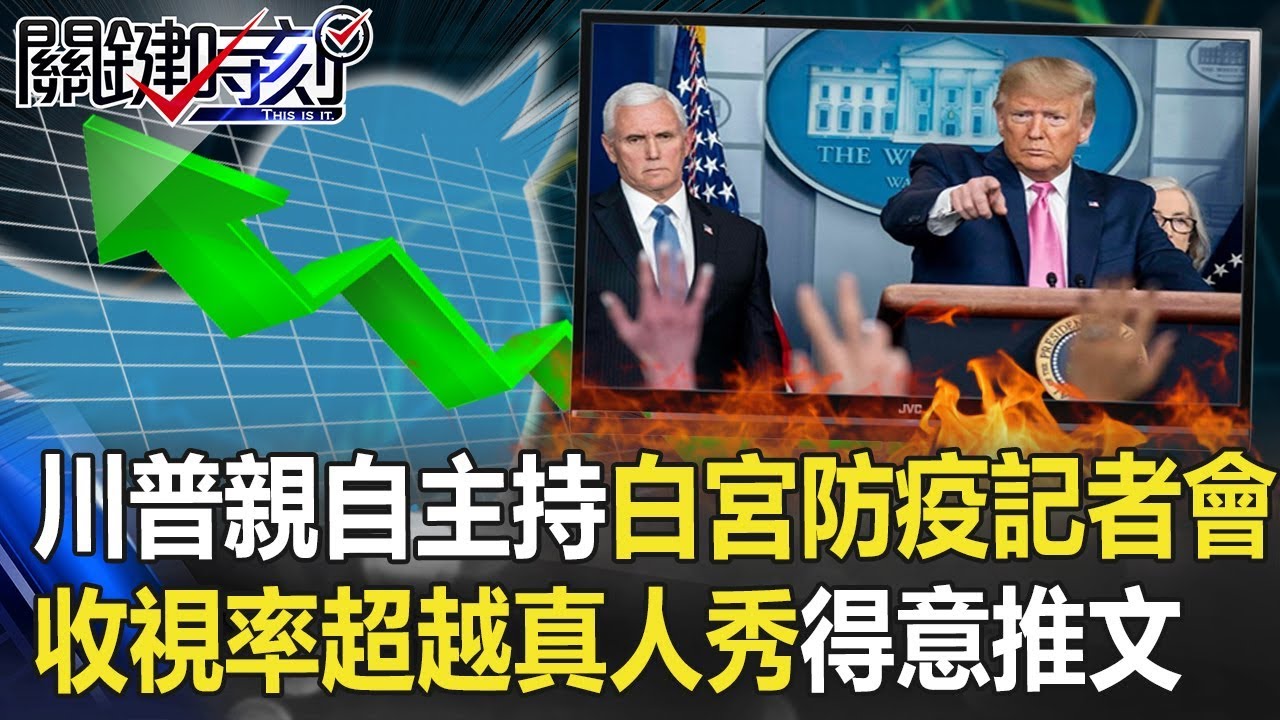 關鍵時刻
THIS IS IT.
THE WHITE HOUSE
JVC
川普親自主持白宮防疫記者會
收視率超越真人秀得意推文